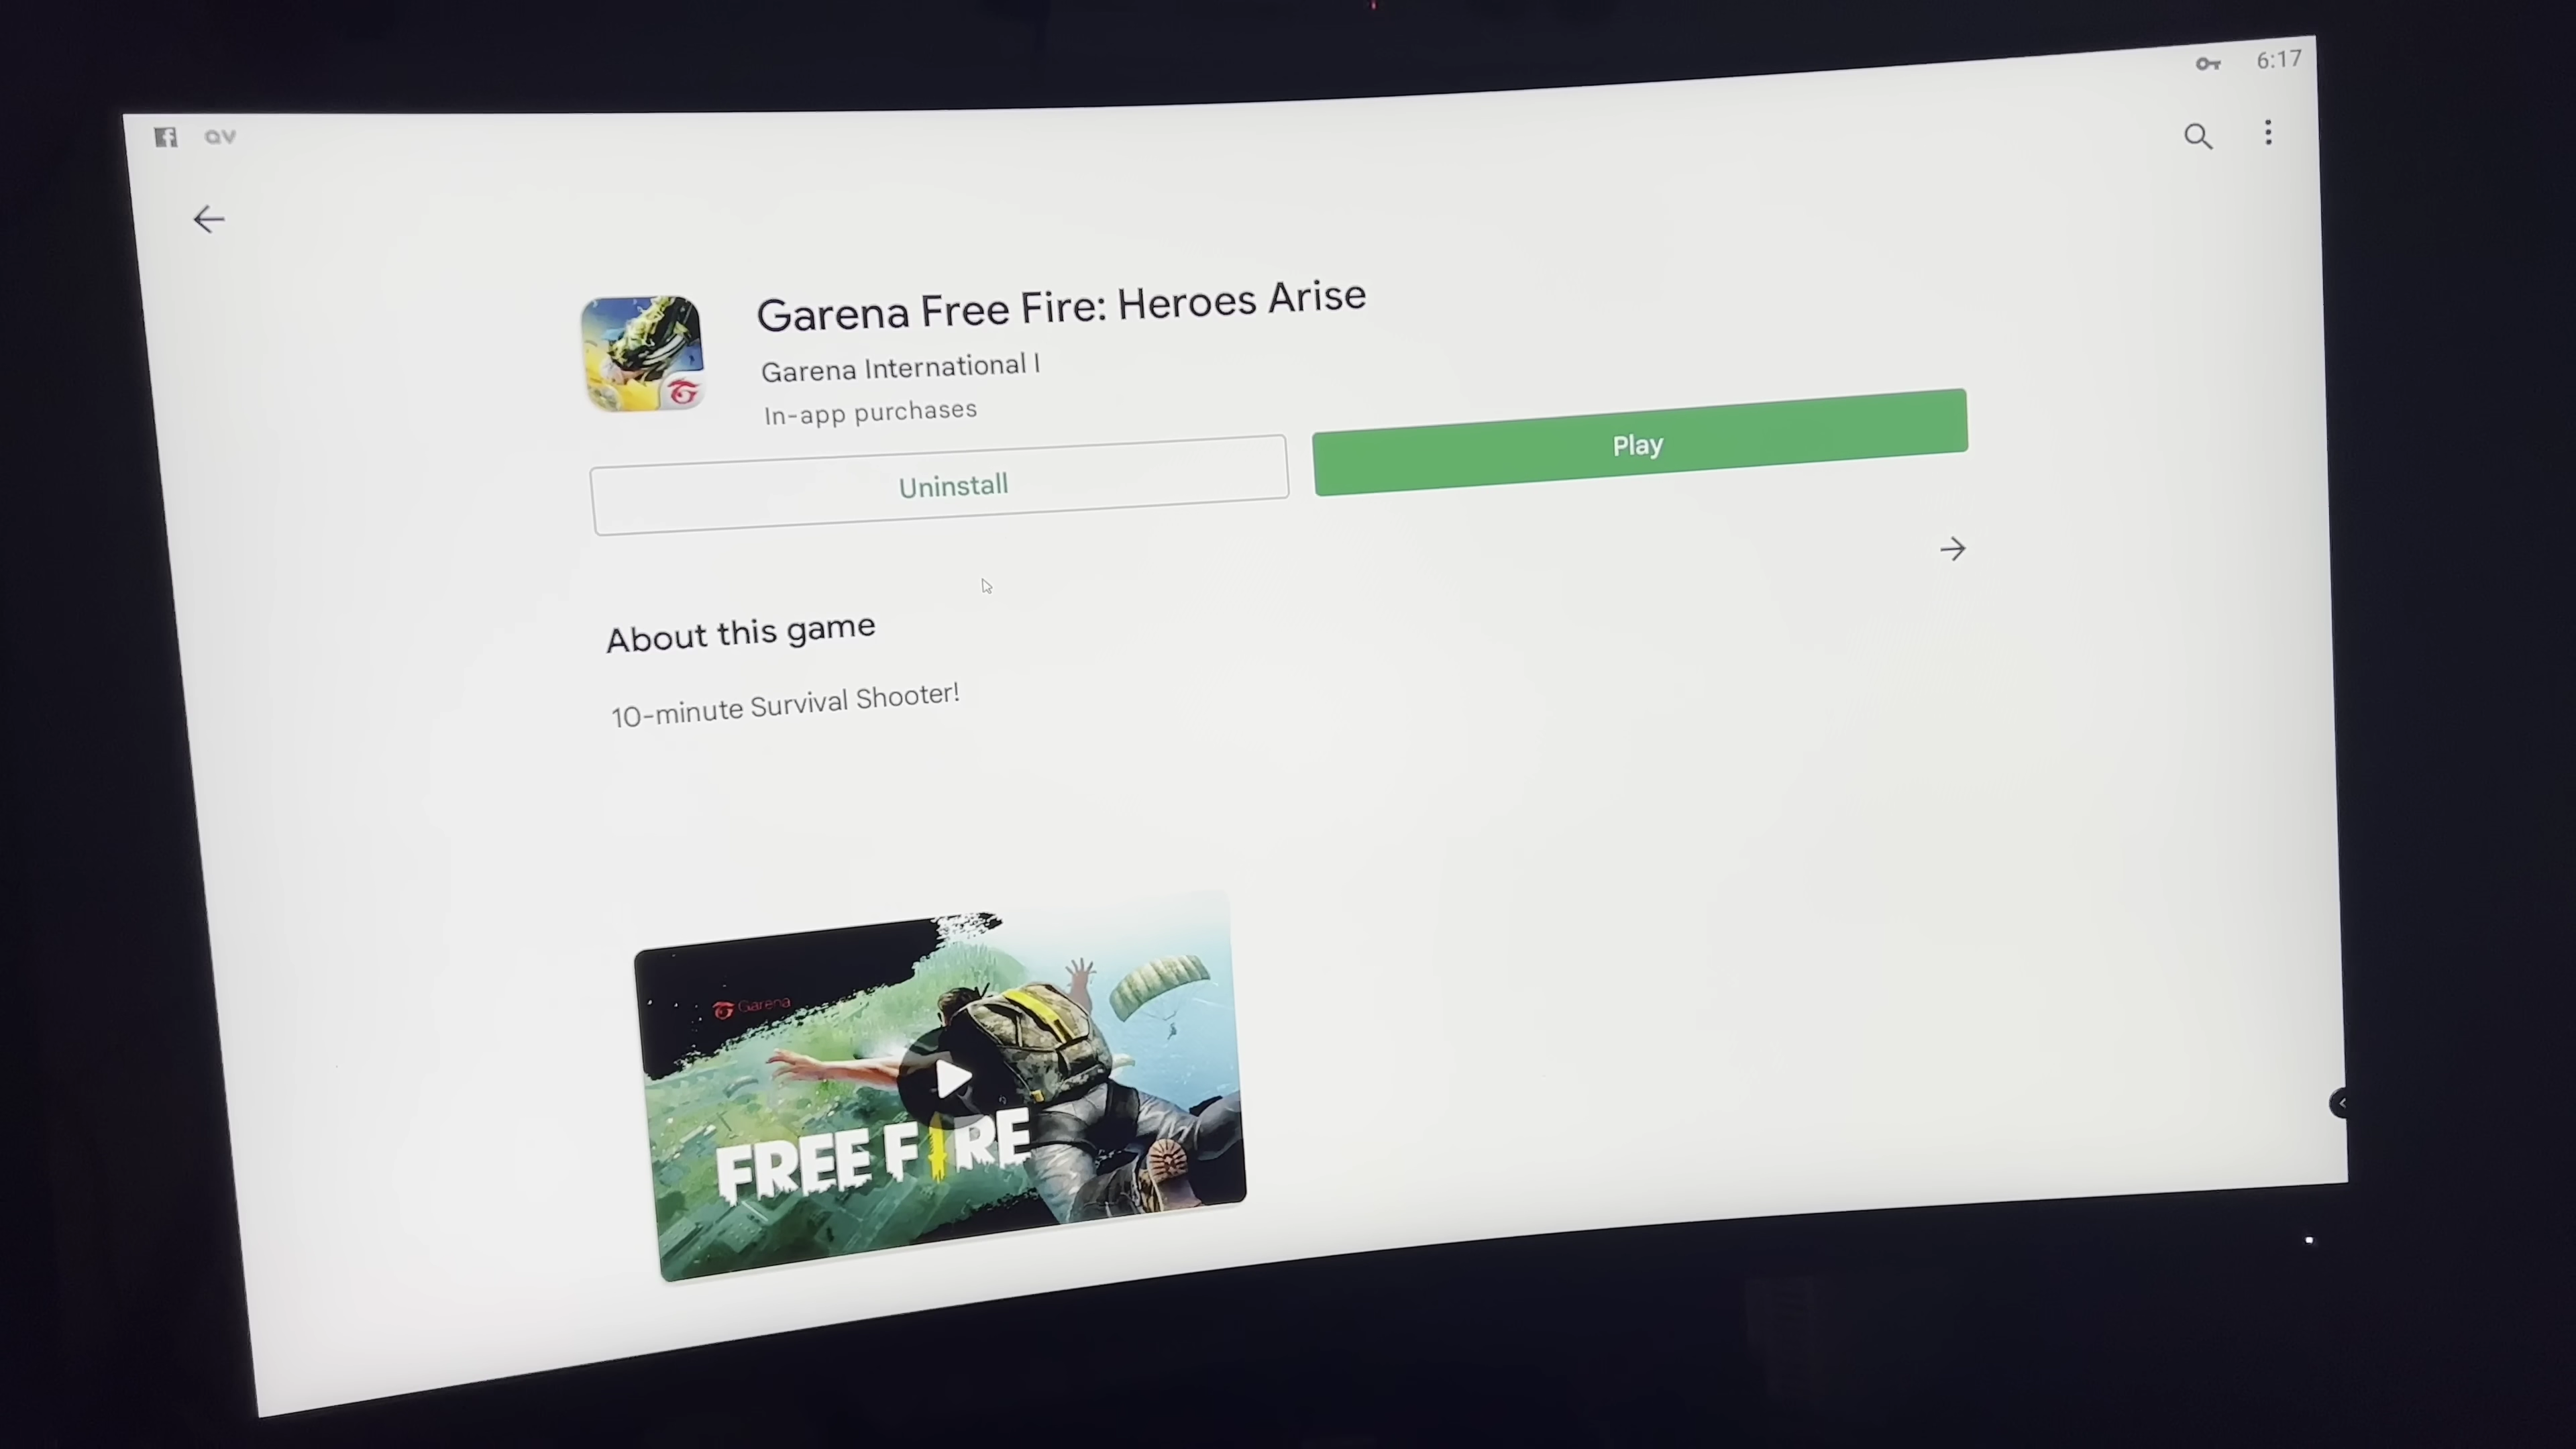 6:17
Garena Free Fire: Heroes Arise
Garena International I
In-app purchases
Uninstall
Play
About this game
10-minute Survival Shooter!
Garena
FREE FIRE